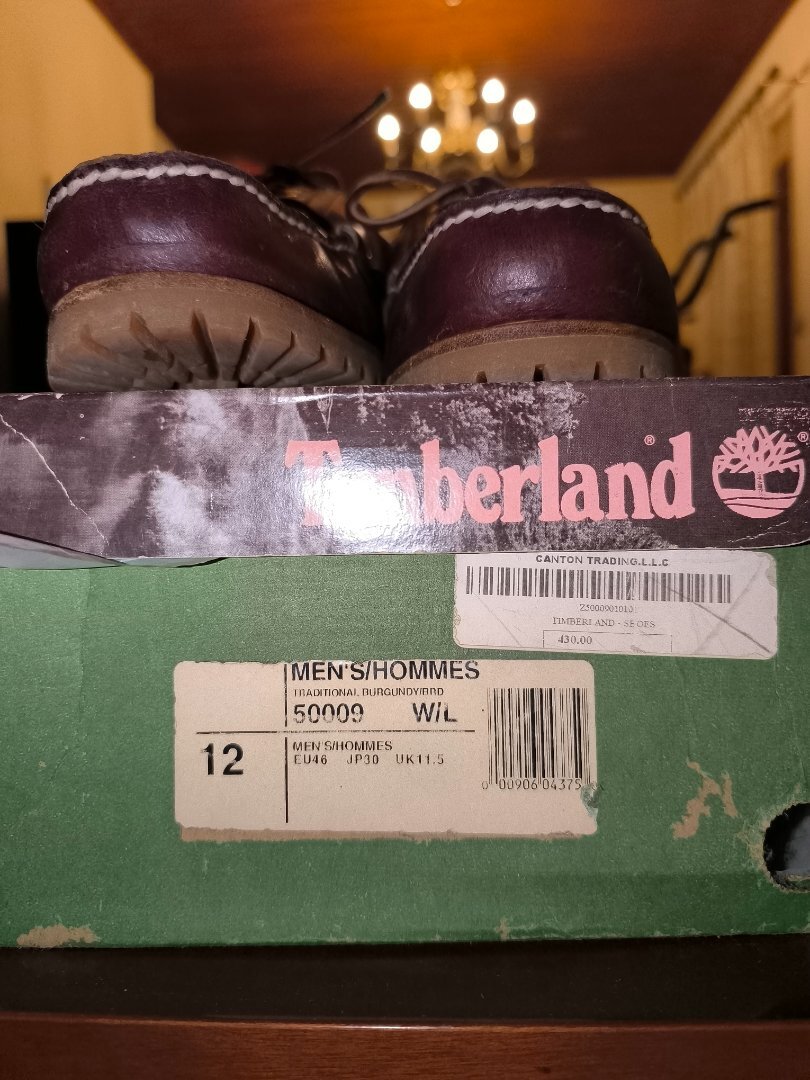 Timberland ®
®
CANTON TRADING.L.L.C
TIMBERLAND - SHOES
430.00
MEN'S/HOMMES
TRADITIONAL BURGUNDY/BRD
50009 W/L
12
MEN'S/HOMMES
EU46 JP30 UK11.5
0 00906 04375